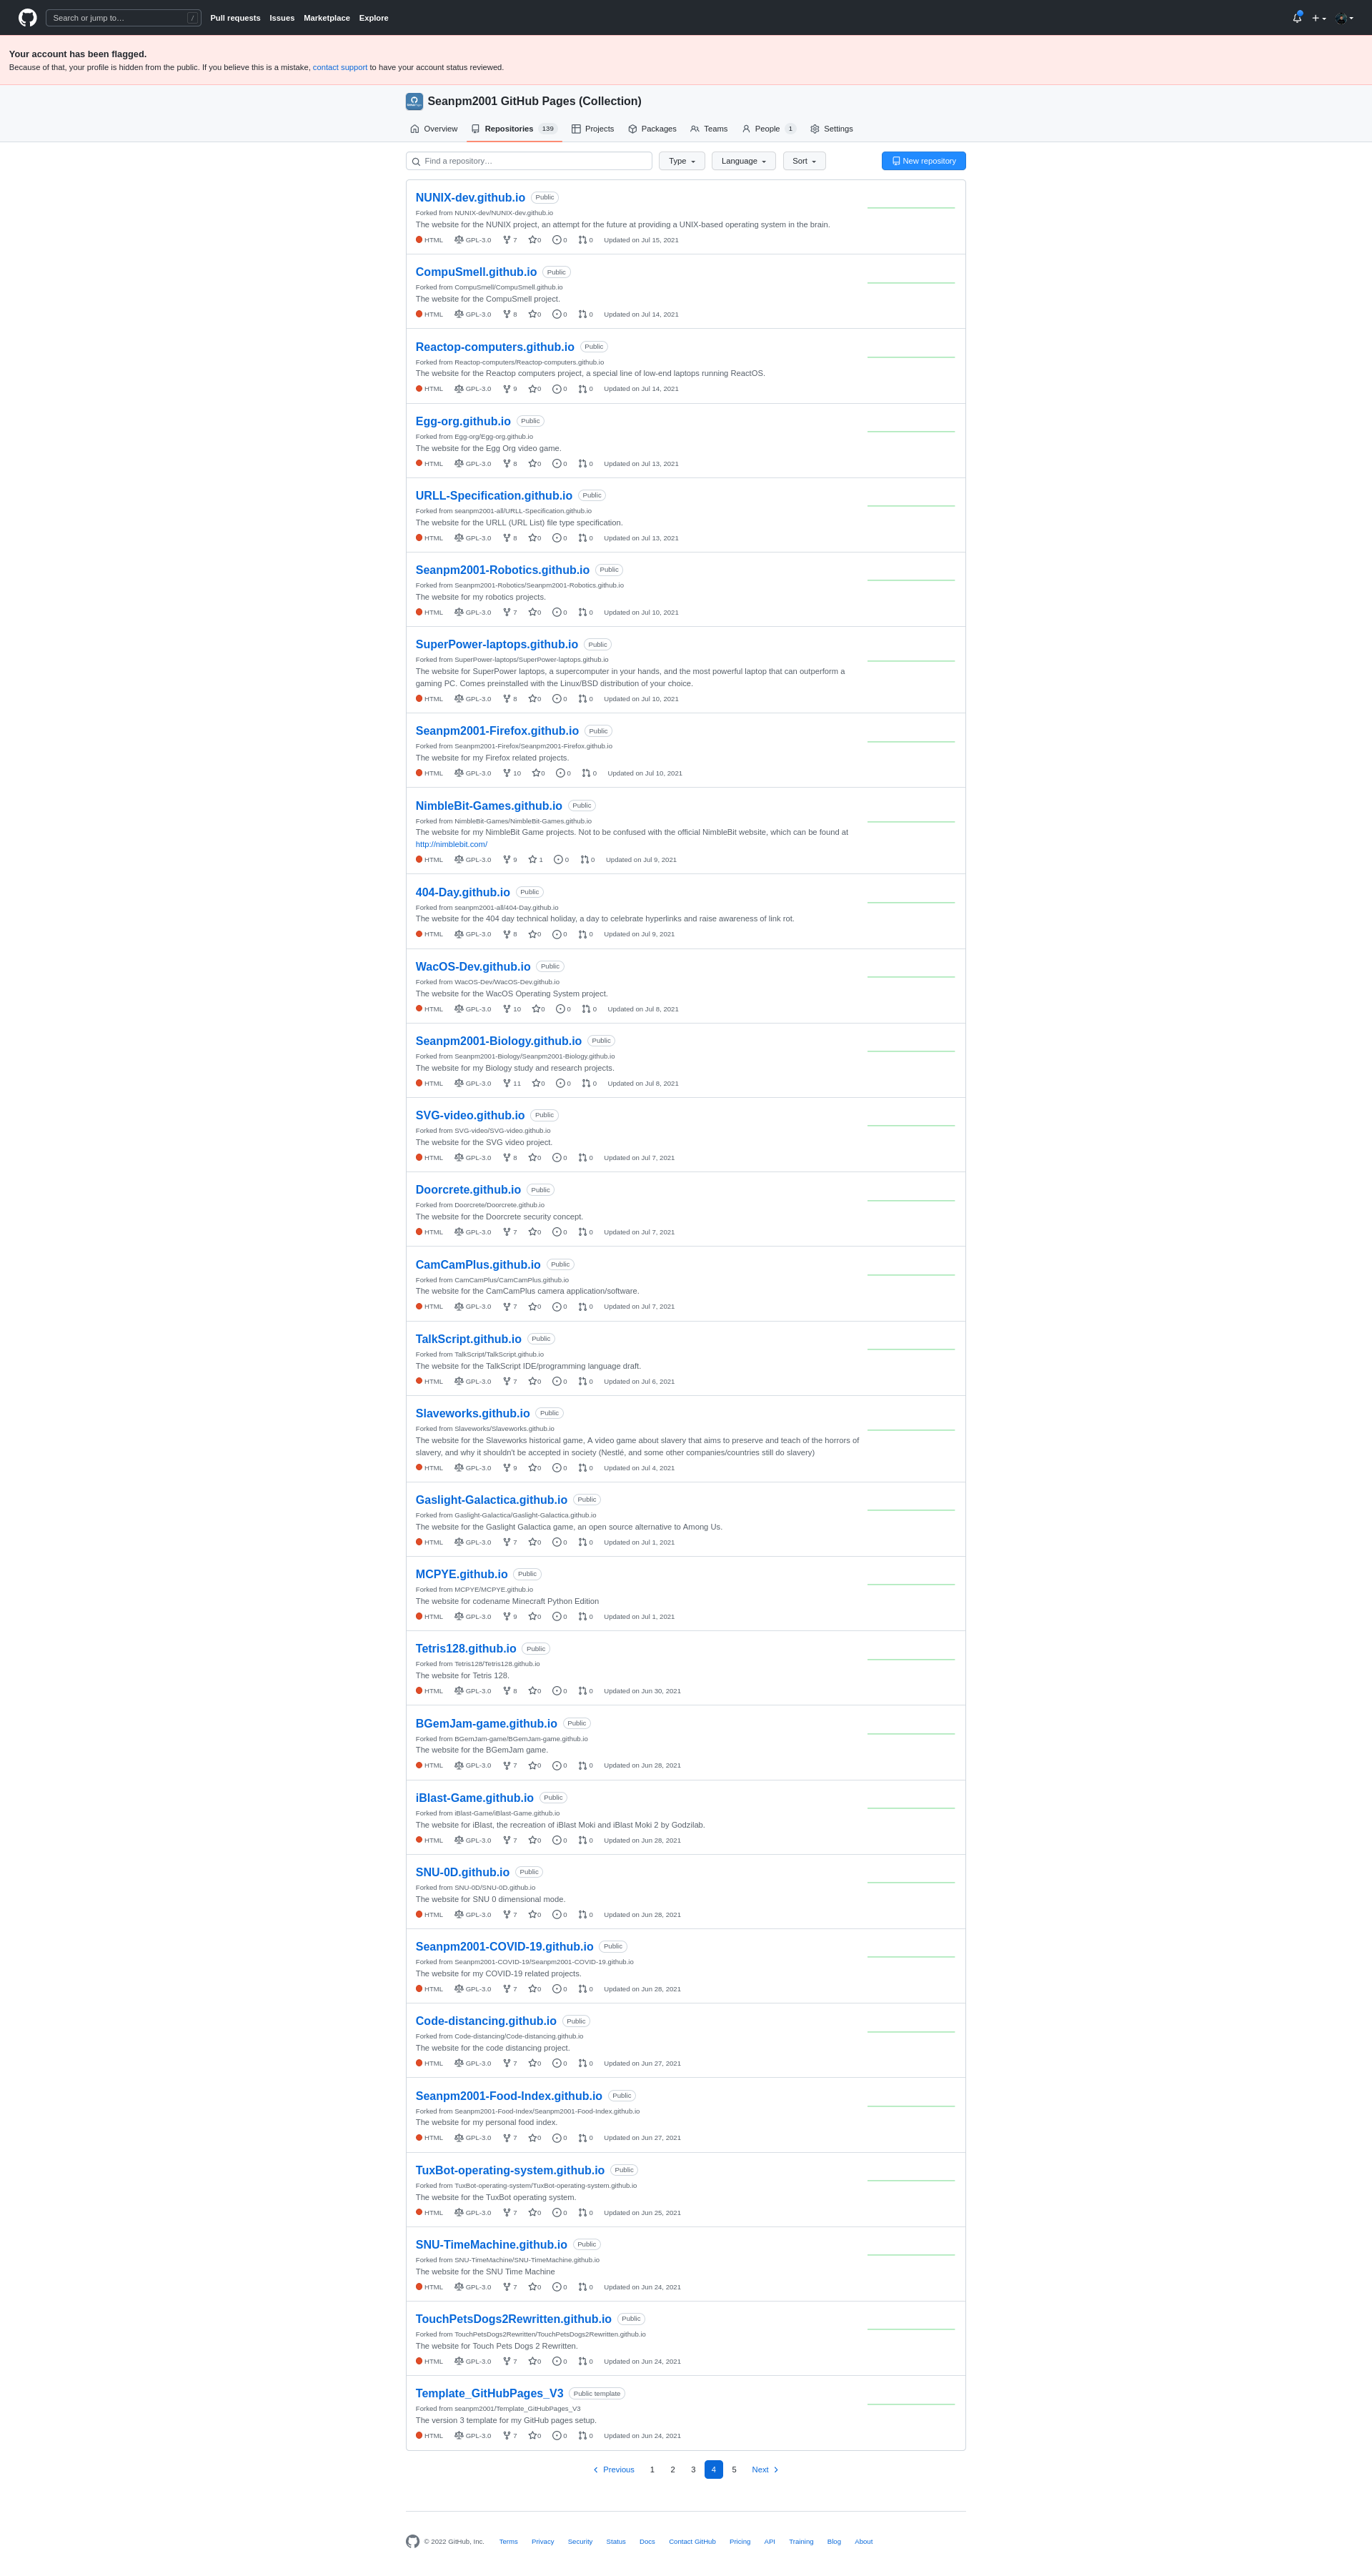 Search or jump to… /
Pull requests Issues Marketplace Explore
Your account has been flagged.
Because of that, your profile is hidden from the public. If you believe this is a mistake, contact support to have your account status reviewed.
Seanpm2001 GitHub Pages (Collection)
Overview Repositories 139 Projects Packages Teams People 1 Settings
Find a repository… Type Language Sort New repository
NUNIX-dev.github.io Public
Forked from NUNIX-dev/NUNIX-dev.github.io
The website for the NUNIX project, an attempt for the future at providing a UNIX-based operating system in the brain.
HTML GPL-3.0 7 0 0 0 Updated on Jul 15, 2021
CompuSmell.github.io Public
Forked from CompuSmell/CompuSmell.github.io
The website for the CompuSmell project.
HTML GPL-3.0 8 0 0 0 Updated on Jul 14, 2021
Reactop-computers.github.io Public
Forked from Reactop-computers/Reactop-computers.github.io
The website for the Reactop computers project, a special line of low-end laptops running ReactOS.
HTML GPL-3.0 9 0 0 0 Updated on Jul 14, 2021
Egg-org.github.io Public
Forked from Egg-org/Egg-org.github.io
The website for the Egg Org video game.
HTML GPL-3.0 8 0 0 0 Updated on Jul 13, 2021
URLL-Specification.github.io Public
Forked from seanpm2001-all/URLL-Specification.github.io
The website for the URLL (URL List) file type specification.
HTML GPL-3.0 8 0 0 0 Updated on Jul 13, 2021
Seanpm2001-Robotics.github.io Public
Forked from Seanpm2001-Robotics/Seanpm2001-Robotics.github.io
The website for my robotics projects.
HTML GPL-3.0 7 0 0 0 Updated on Jul 10, 2021
SuperPower-laptops.github.io Public
Forked from SuperPower-laptops/SuperPower-laptops.github.io
The website for SuperPower laptops, a supercomputer in your hands, and the most powerful laptop that can outperform a
gaming PC. Comes preinstalled with the Linux/BSD distribution of your choice.
HTML GPL-3.0 8 0 0 0 Updated on Jul 10, 2021
Seanpm2001-Firefox.github.io Public
Forked from Seanpm2001-Firefox/Seanpm2001-Firefox.github.io
The website for my Firefox related projects.
HTML GPL-3.0 10 0 0 0 Updated on Jul 10, 2021
NimbleBit-Games.github.io Public
Forked from NimbleBit-Games/NimbleBit-Games.github.io
The website for my NimbleBit Game projects. Not to be confused with the official NimbleBit website, which can be found at
http://nimblebit.com/
HTML GPL-3.0 9 1 0 0 Updated on Jul 9, 2021
404-Day.github.io Public
Forked from seanpm2001-all/404-Day.github.io
The website for the 404 day technical holiday, a day to celebrate hyperlinks and raise awareness of link rot.
HTML GPL-3.0 8 0 0 0 Updated on Jul 9, 2021
WacOS-Dev.github.io Public
Forked from WacOS-Dev/WacOS-Dev.github.io
The website for the WacOS Operating System project.
HTML GPL-3.0 10 0 0 0 Updated on Jul 8, 2021
Seanpm2001-Biology.github.io Public
Forked from Seanpm2001-Biology/Seanpm2001-Biology.github.io
The website for my Biology study and research projects.
HTML GPL-3.0 11 0 0 0 Updated on Jul 8, 2021
SVG-video.github.io Public
Forked from SVG-video/SVG-video.github.io
The website for the SVG video project.
HTML GPL-3.0 8 0 0 0 Updated on Jul 7, 2021
Doorcrete.github.io Public
Forked from Doorcrete/Doorcrete.github.io
The website for the Doorcrete security concept.
HTML GPL-3.0 7 0 0 0 Updated on Jul 7, 2021
CamCamPlus.github.io Public
Forked from CamCamPlus/CamCamPlus.github.io
The website for the CamCamPlus camera application/software.
HTML GPL-3.0 7 0 0 0 Updated on Jul 7, 2021
TalkScript.github.io Public
Forked from TalkScript/TalkScript.github.io
The website for the TalkScript IDE/programming language draft.
HTML GPL-3.0 7 0 0 0 Updated on Jul 6, 2021
Slaveworks.github.io Public
Forked from Slaveworks/Slaveworks.github.io
The website for the Slaveworks historical game, A video game about slavery that aims to preserve and teach of the horrors of
slavery, and why it shouldn't be accepted in society (Nestlé, and some other companies/countries still do slavery)
HTML GPL-3.0 9 0 0 0 Updated on Jul 4, 2021
Gaslight-Galactica.github.io Public
Forked from Gaslight-Galactica/Gaslight-Galactica.github.io
The website for the Gaslight Galactica game, an open source alternative to Among Us.
HTML GPL-3.0 7 0 0 0 Updated on Jul 1, 2021
MCPYE.github.io Public
Forked from MCPYE/MCPYE.github.io
The website for codename Minecraft Python Edition
HTML GPL-3.0 9 0 0 0 Updated on Jul 1, 2021
Tetris128.github.io Public
Forked from Tetris128/Tetris128.github.io
The website for Tetris 128.
HTML GPL-3.0 8 0 0 0 Updated on Jun 30, 2021
BGemJam-game.github.io Public
Forked from BGemJam-game/BGemJam-game.github.io
The website for the BGemJam game.
HTML GPL-3.0 7 0 0 0 Updated on Jun 28, 2021
iBlast-Game.github.io Public
Forked from iBlast-Game/iBlast-Game.github.io
The website for iBlast, the recreation of iBlast Moki and iBlast Moki 2 by Godzilab.
HTML GPL-3.0 7 0 0 0 Updated on Jun 28, 2021
SNU-0D.github.io Public
Forked from SNU-0D/SNU-0D.github.io
The website for SNU 0 dimensional mode.
HTML GPL-3.0 7 0 0 0 Updated on Jun 28, 2021
Seanpm2001-COVID-19.github.io Public
Forked from Seanpm2001-COVID-19/Seanpm2001-COVID-19.github.io
The website for my COVID-19 related projects.
HTML GPL-3.0 7 0 0 0 Updated on Jun 28, 2021
Code-distancing.github.io Public
Forked from Code-distancing/Code-distancing.github.io
The website for the code distancing project.
HTML GPL-3.0 7 0 0 0 Updated on Jun 27, 2021
Seanpm2001-Food-Index.github.io Public
Forked from Seanpm2001-Food-Index/Seanpm2001-Food-Index.github.io
The website for my personal food index.
HTML GPL-3.0 7 0 0 0 Updated on Jun 27, 2021
TuxBot-operating-system.github.io Public
Forked from TuxBot-operating-system/TuxBot-operating-system.github.io
The website for the TuxBot operating system.
HTML GPL-3.0 7 0 0 0 Updated on Jun 25, 2021
SNU-TimeMachine.github.io Public
Forked from SNU-TimeMachine/SNU-TimeMachine.github.io
The website for the SNU Time Machine
HTML GPL-3.0 7 0 0 0 Updated on Jun 24, 2021
TouchPetsDogs2Rewritten.github.io Public
Forked from TouchPetsDogs2Rewritten/TouchPetsDogs2Rewritten.github.io
The website for Touch Pets Dogs 2 Rewritten.
HTML GPL-3.0 7 0 0 0 Updated on Jun 24, 2021
Template_GitHubPages_V3 Public template
Forked from seanpm2001/Template_GitHubPages_V3
The version 3 template for my GitHub pages setup.
HTML GPL-3.0 7 0 0 0 Updated on Jun 24, 2021
Previous 1 2 3 4 5 Next
© 2022 GitHub, Inc. Terms Privacy Security Status Docs Contact GitHub Pricing API Training Blog About